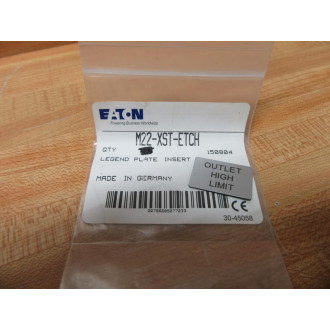 EATON
Powering Business Worldwide
M22-XST-ETCH
QTY
LEGEND PLATE INSERT
150804
MADE IN GERMANY
OUTLET
HIGH
LIMIT
CE
30-45058